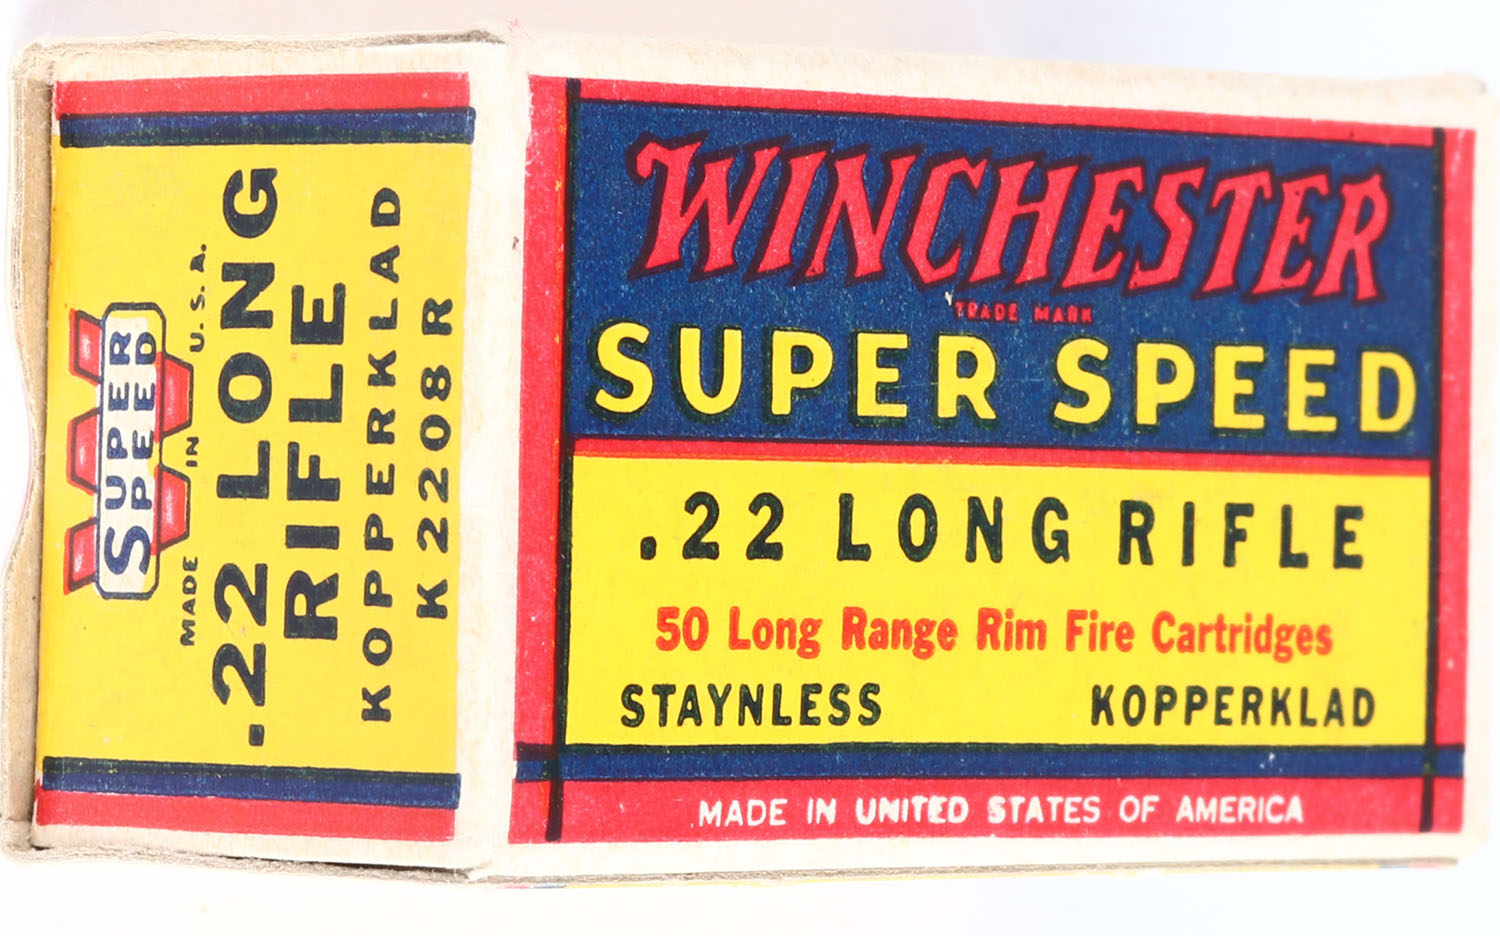 SUPER
SPEED
MADE IN U.S.A.
.22 LONG
RIFLE
KOPPERKLAD
K 2208 R
WINCHESTER
TRADE MARK
SUPER SPEED
.22 LONG RIFLE
50 Long Range Rim Fire Cartridges
STAYNLESS KOPPERKLAD
MADE IN UNITED STATES OF AMERICA